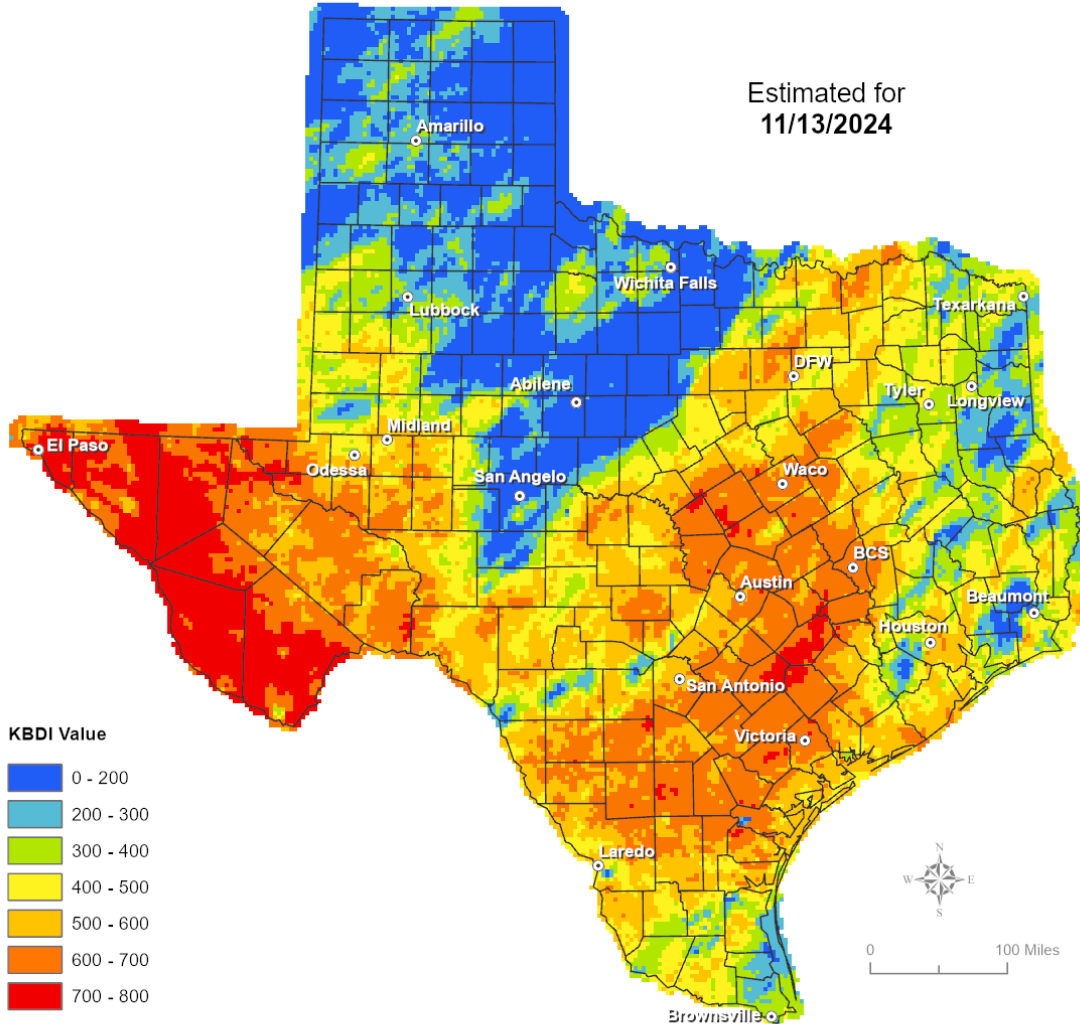 Estimated for
11/13/2024
Amarillo
Wichita Falls
Lubbock
Texarkana
DFW
Abilene
Tyler
Longview
Midland
El Paso
Odessa
San Angelo
Waco
BCS
Austin
Beaumont
Houston
San Antonio
Victoria
KBDI Value
0 - 200
200 - 300
300 - 400
400 - 500
500 - 600
600 - 700
700 - 800
Laredo
N
W E
S
0 100 Miles
Brownsville